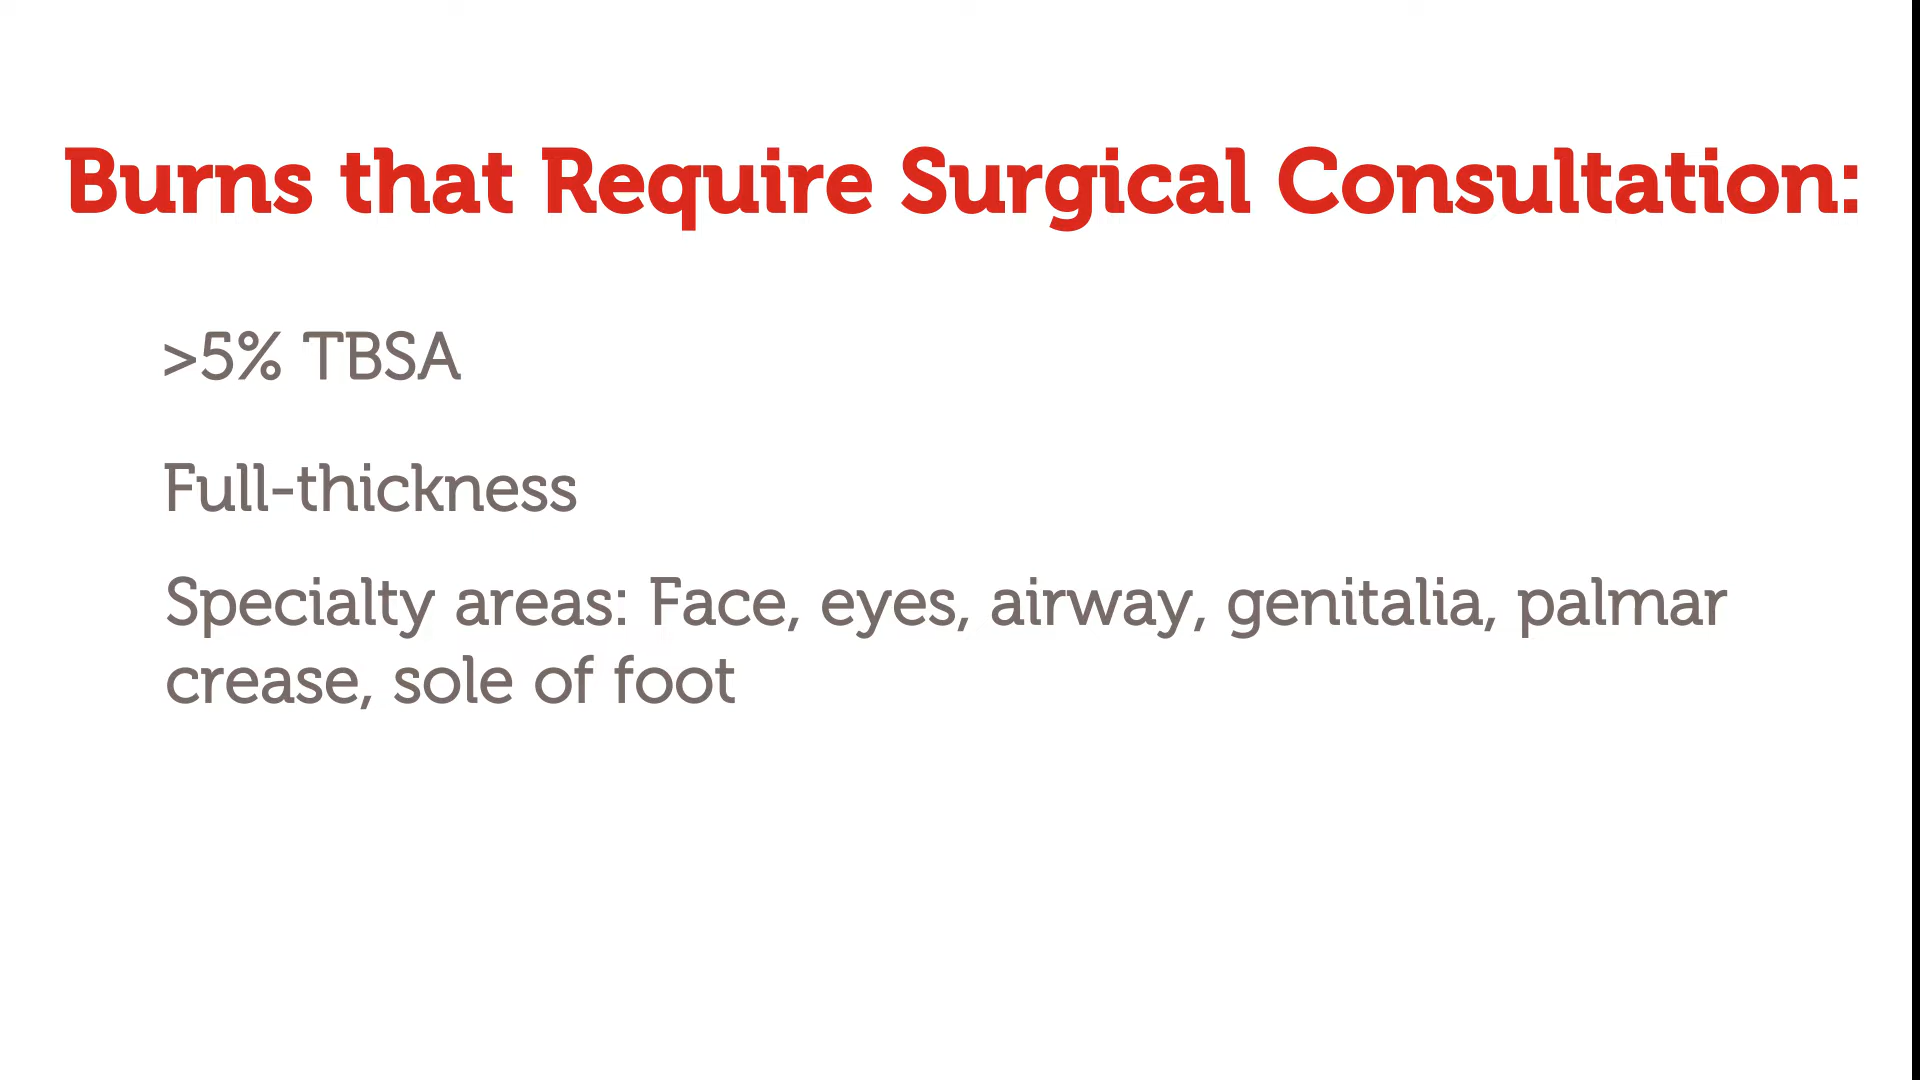 Burns that Require Surgical Consultation:
>5% TBSA
Full-thickness
Specialty areas: Face, eyes, airway, genitalia, palmar
crease, sole of foot